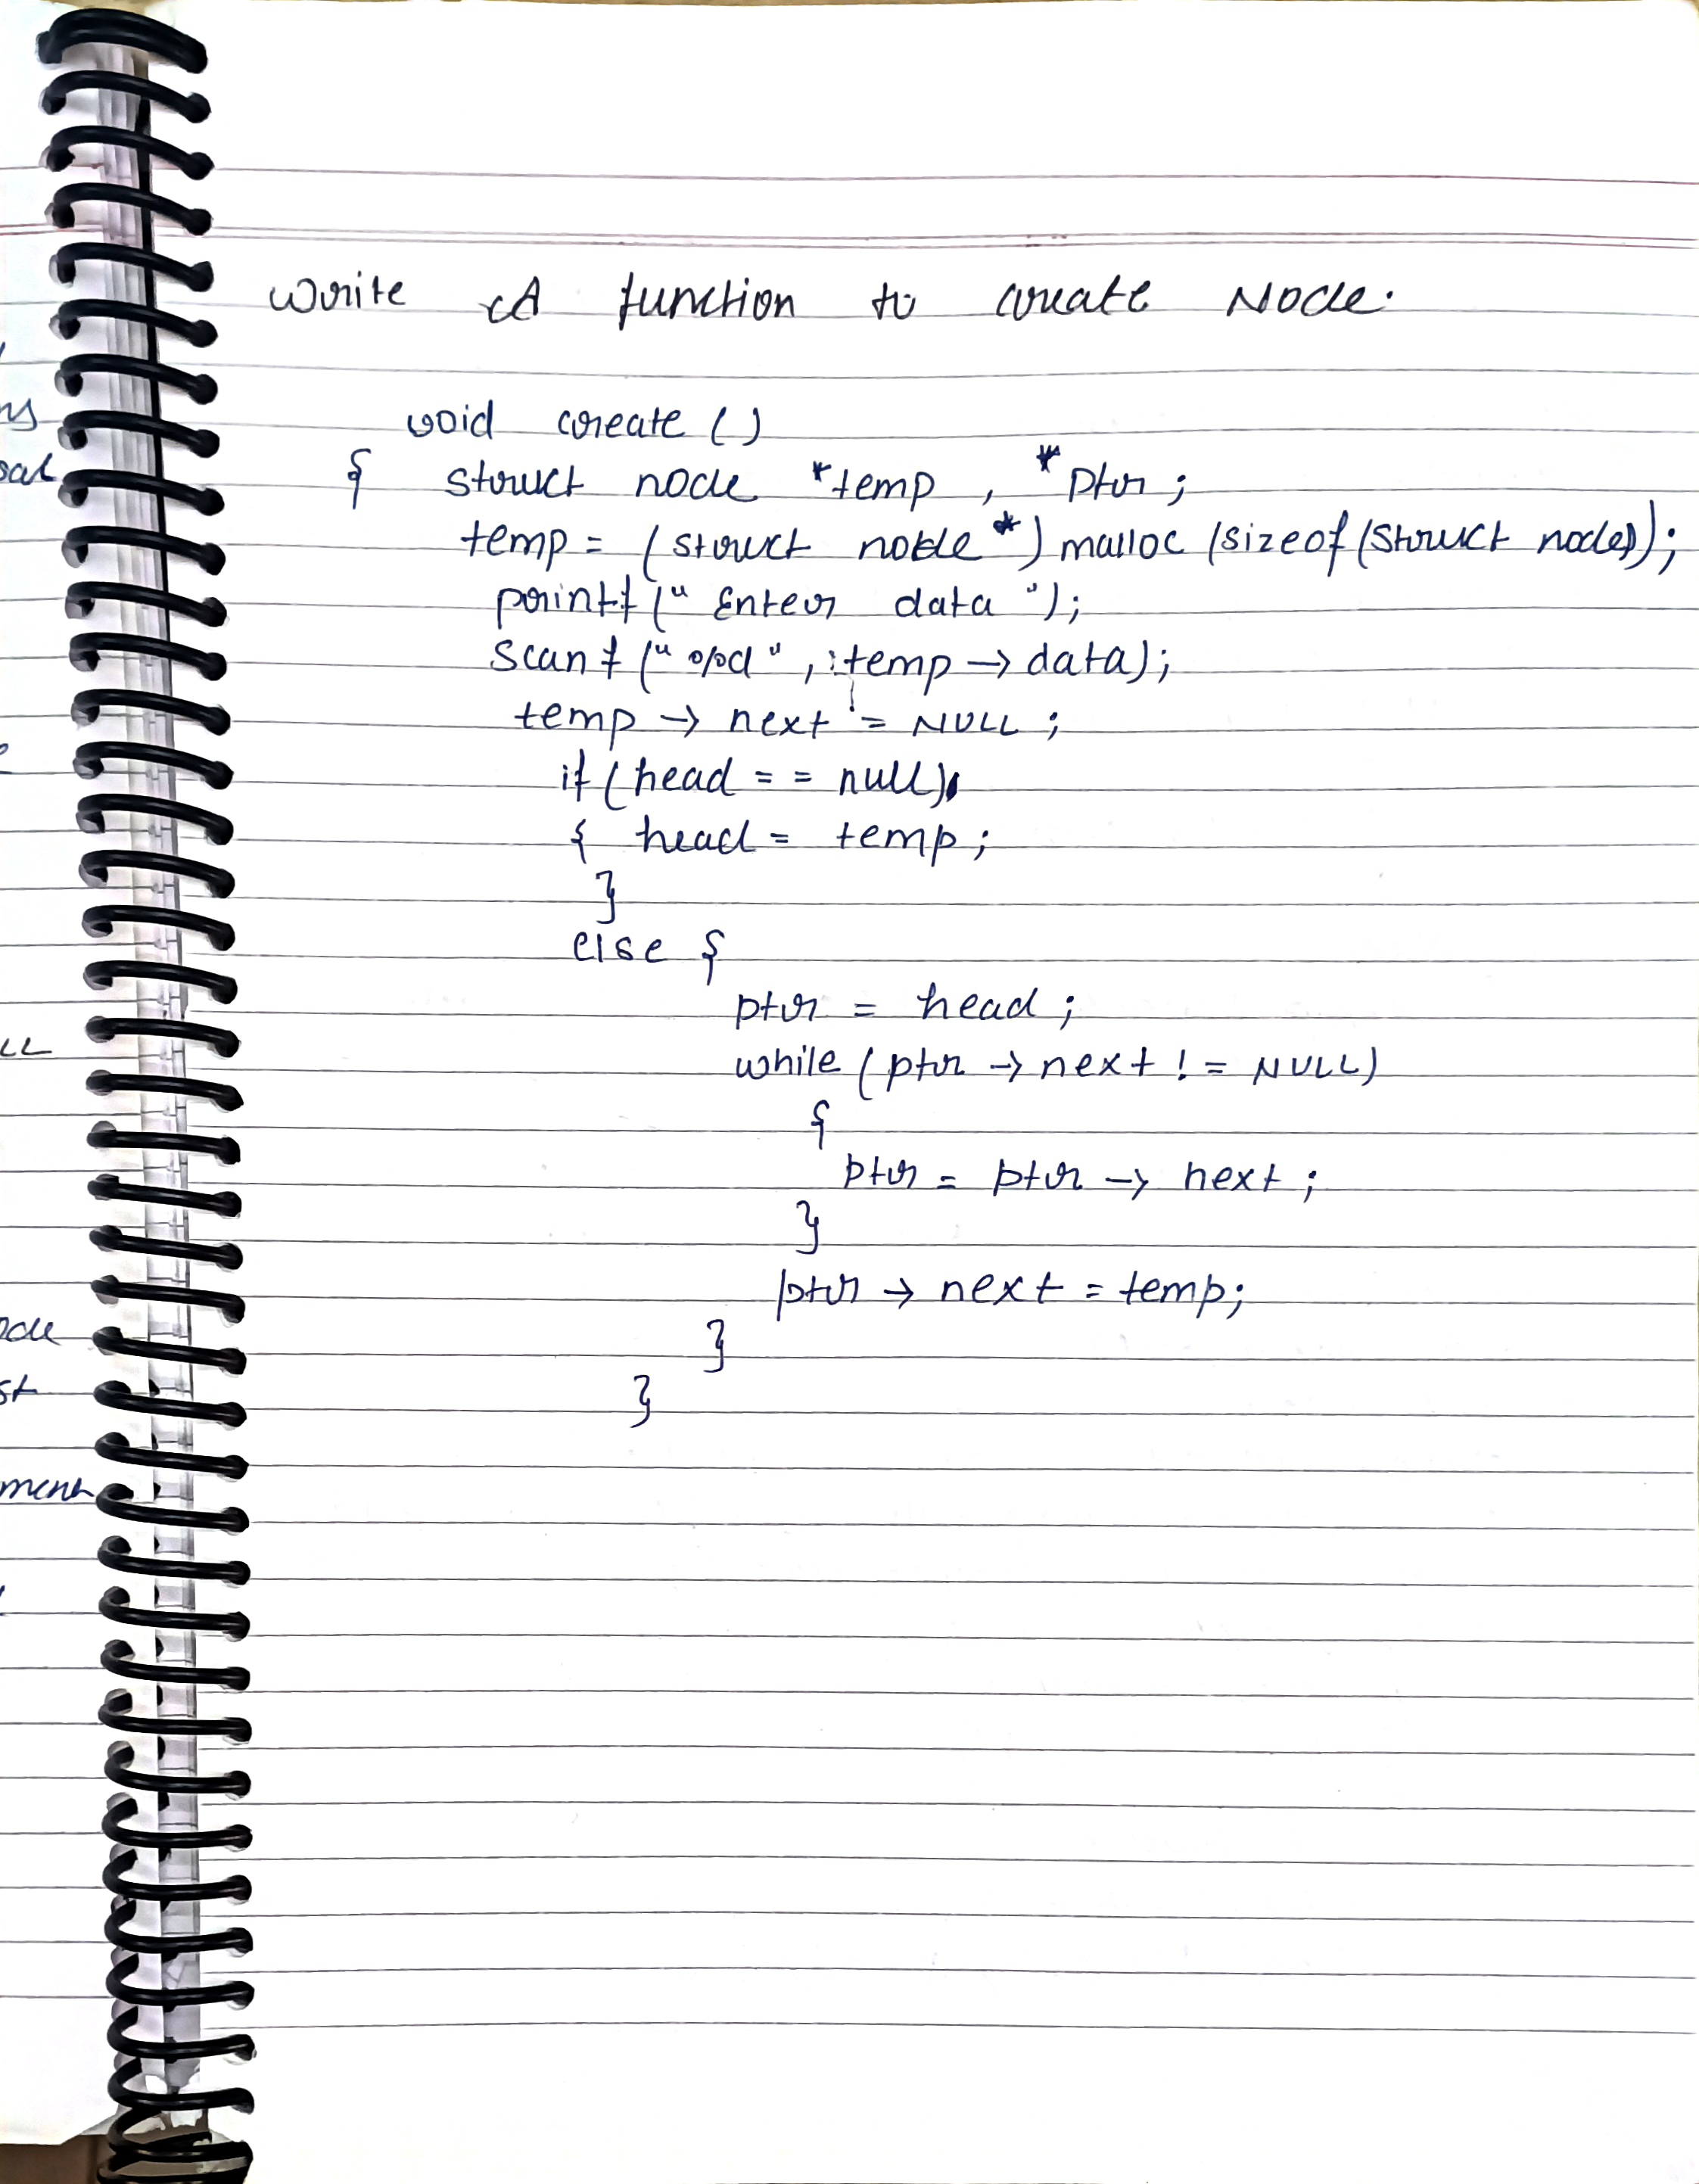 Write A function to create Node.
void create ()
{ struct node *temp , *ptr ;
temp = (struct node *) malloc (sizeof (struct node));
printf (" Enter data ");
scanf (" %d " , temp → data);
temp → next = NULL ;
if (head = = null)
{ head = temp ;
}
else {
ptr = head ;
while (ptr → next ! = NULL)
{
ptr = ptr → next ;
}
ptr → next = temp;
}
}
ns
LL
ode
st
ment